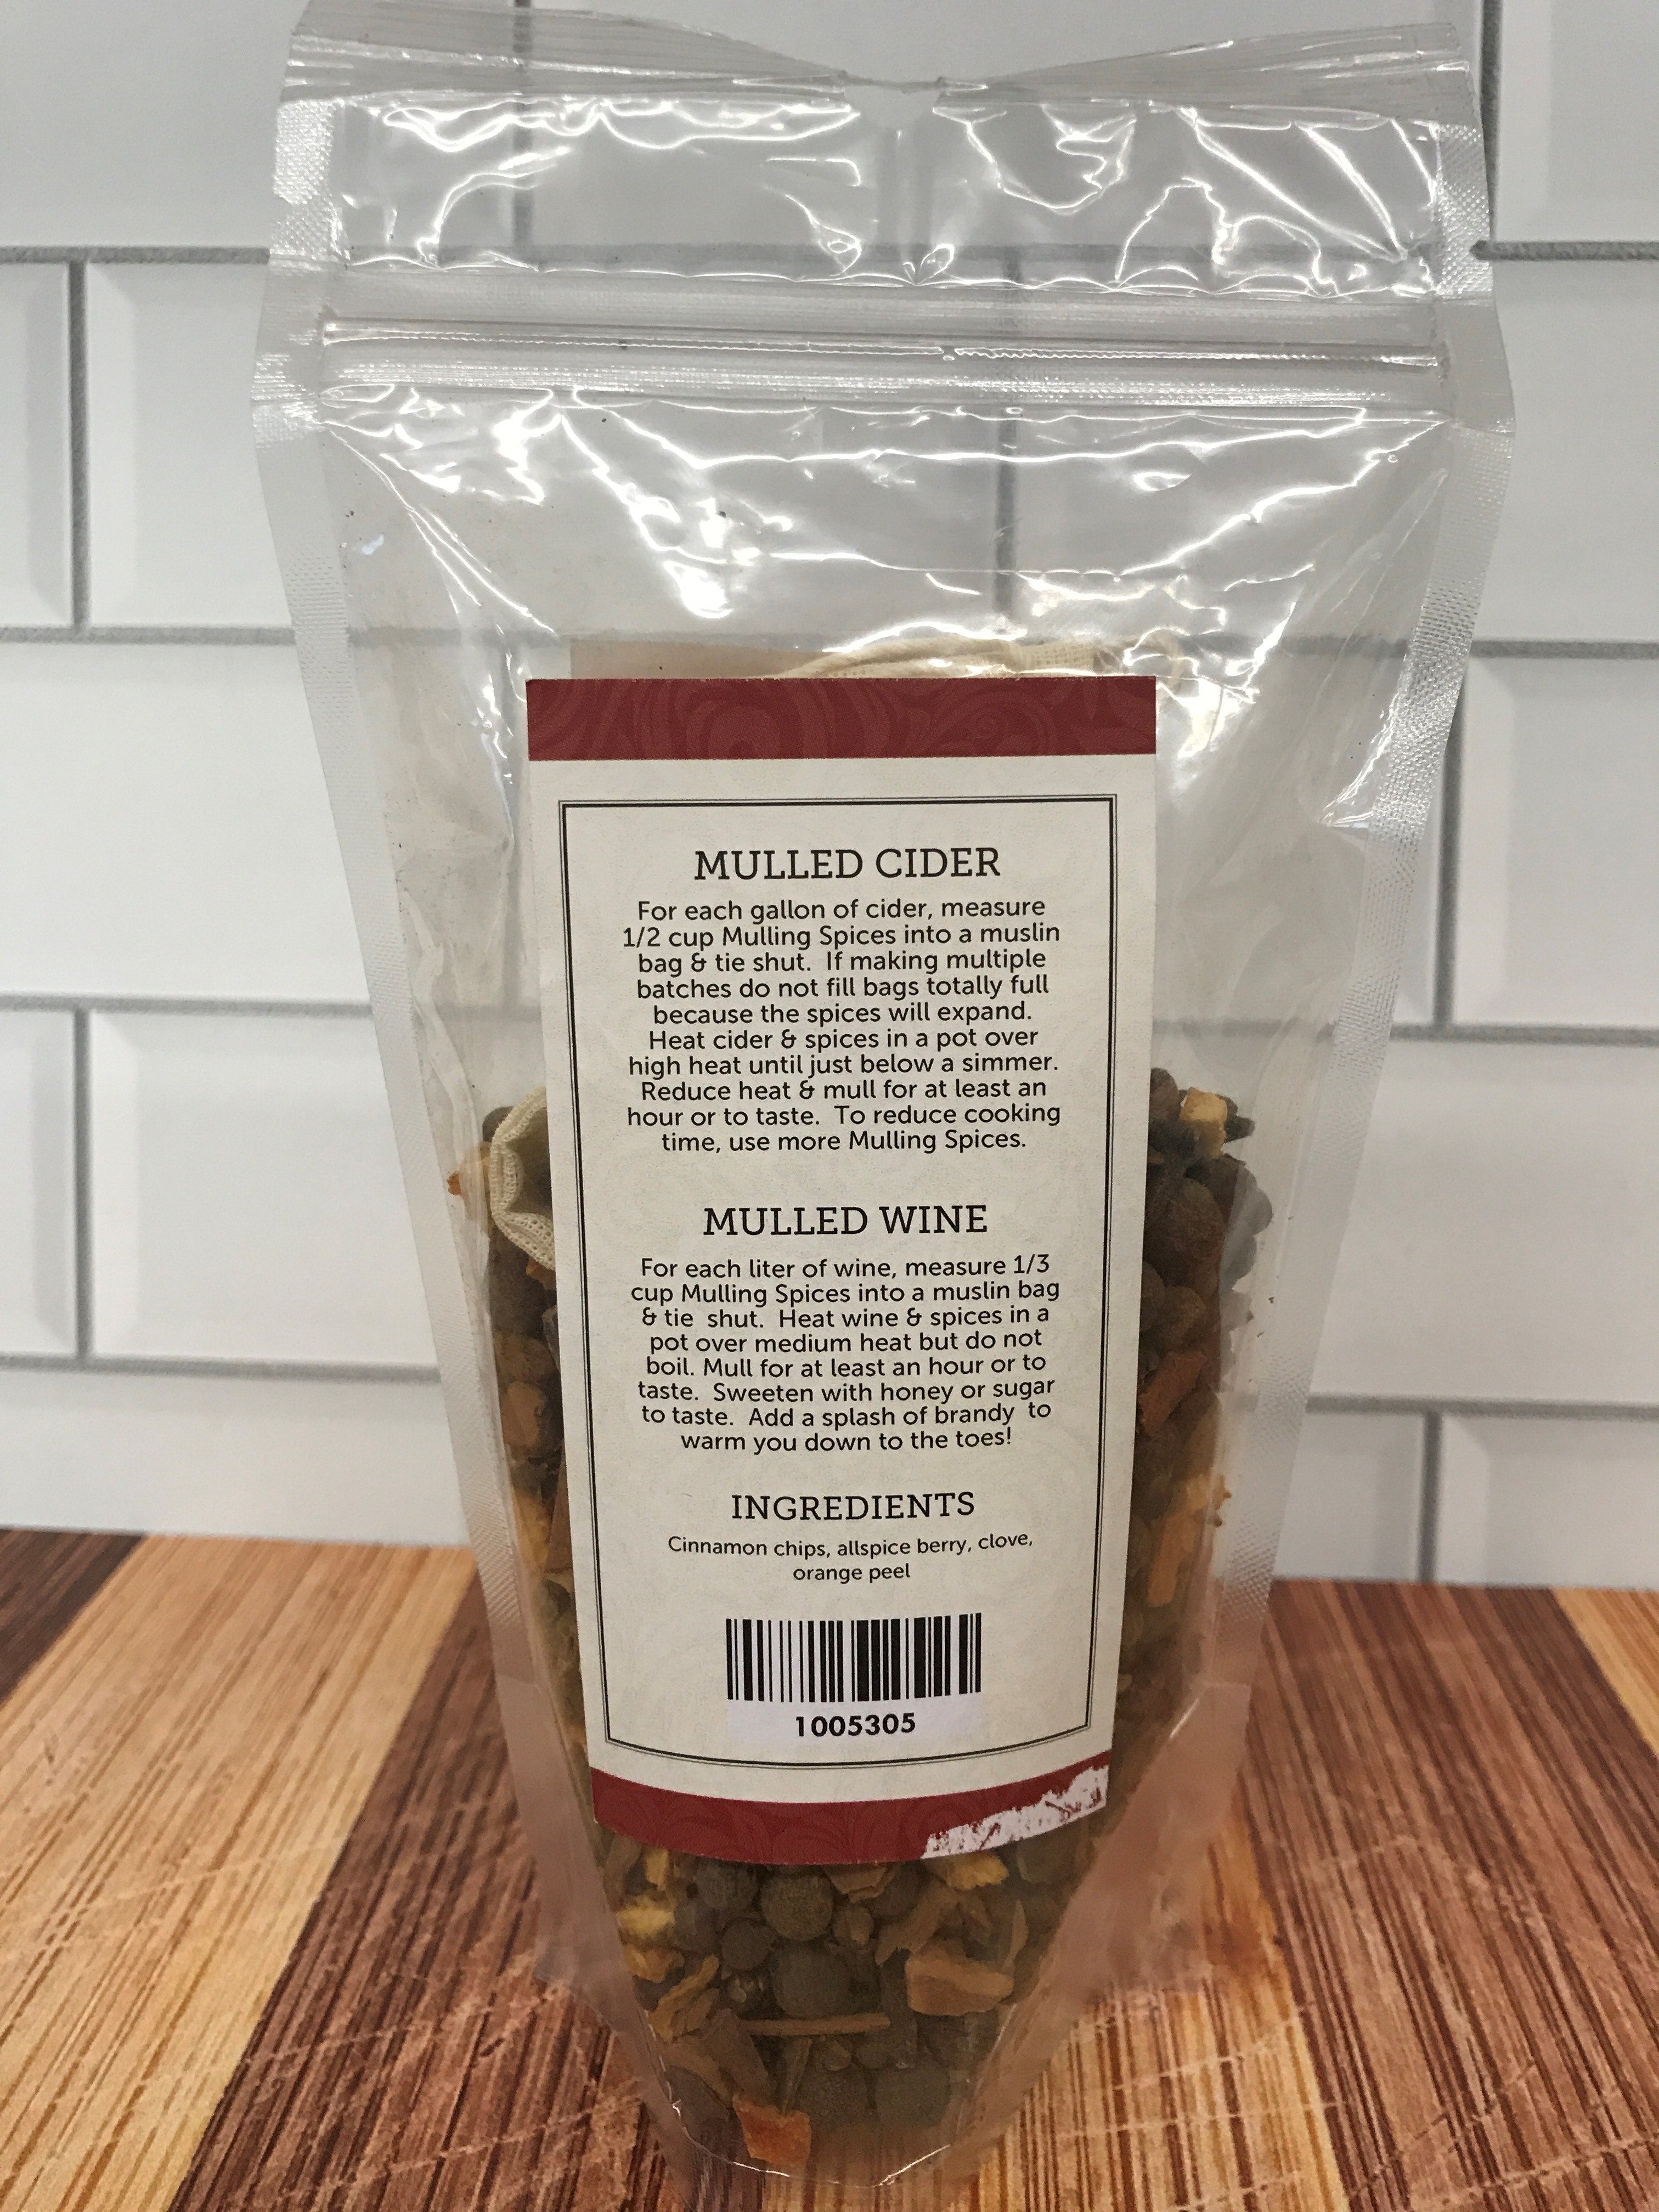 MULLED CIDER
For each gallon of cider, measure
1/2 cup Mulling Spices into a muslin
bag & tie shut.  If making multiple
batches do not fill bags totally full
because the spices will expand.
Heat cider & spices in a pot over
high heat until just below a simmer.
Reduce heat & mull for at least an
hour or to taste.  To reduce cooking
time, use more Mulling Spices.
MULLED WINE
For each liter of wine, measure 1/3
cup Mulling Spices into a muslin bag
& tie  shut.  Heat wine & spices in a
pot over medium heat but do not
boil. Mull for at least an hour or to
taste.  Sweeten with honey or sugar
to taste.  Add a splash of brandy  to
warm you down to the toes!
INGREDIENTS
Cinnamon chips, allspice berry, clove,
orange peel
1005305